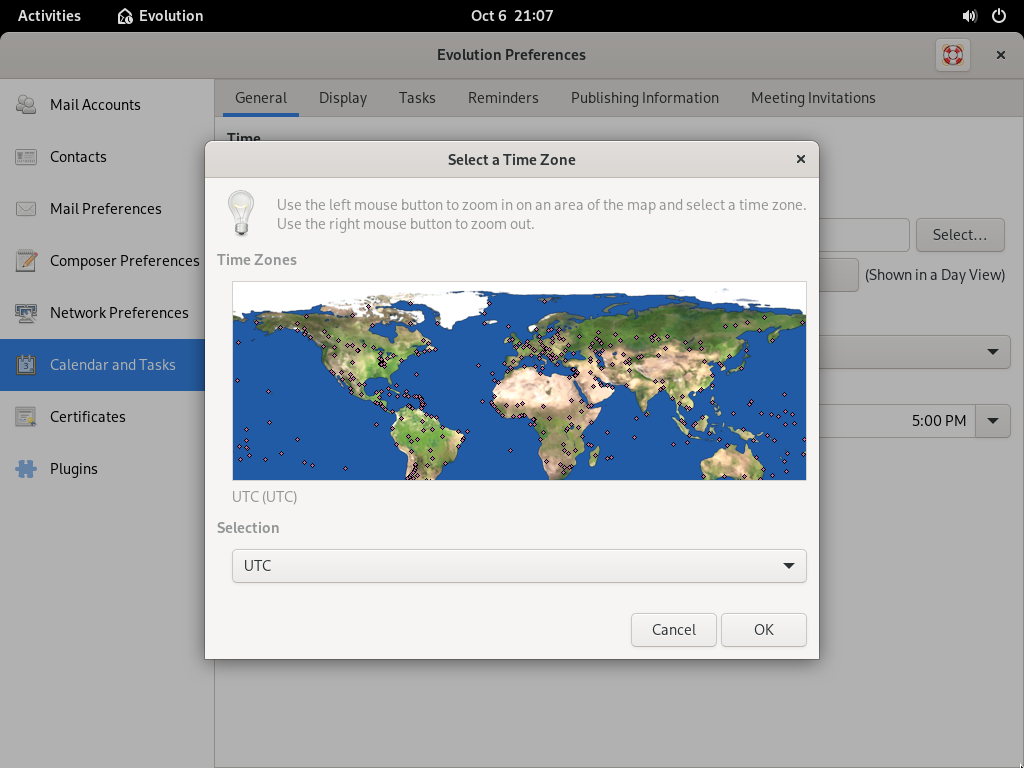 Activities
Evolution
Oct 6 21:07
Evolution Preferences
Mail Accounts
Contacts
Mail Preferences
Composer Preferences
Network Preferences
Calendar and Tasks
Certificates
Plugins
General
Display
Tasks
Reminders
Publishing Information
Meeting Invitations
Time
Select...
(Shown in a Day View)
5:00 PM
Select a Time Zone
Use the left mouse button to zoom in on an area of the map and select a time zone.
Use the right mouse button to zoom out.
Time Zones
UTC (UTC)
Selection
UTC
Cancel
OK